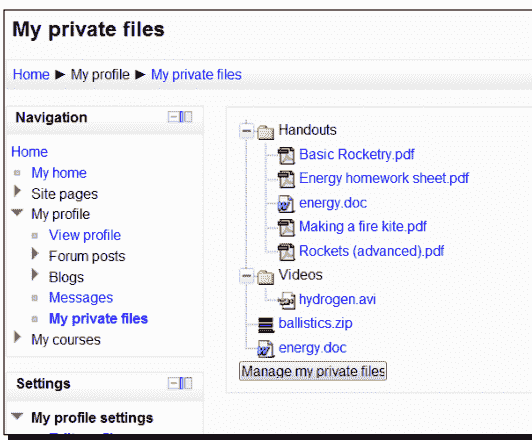 My private files
Home ► My profile ► My private files
Navigation
Home
My home
Site pages
My profile
View profile
Forum posts
Blogs
Messages
My private files
My courses
Settings
My profile settings
Handouts
Basic Rocketry.pdf
Energy homework sheet.pdf
energy.doc
Making a fire kite.pdf
Rockets (advanced).pdf
Videos
hydrogen.avi
ballistics.zip
energy.doc
Manage my private files